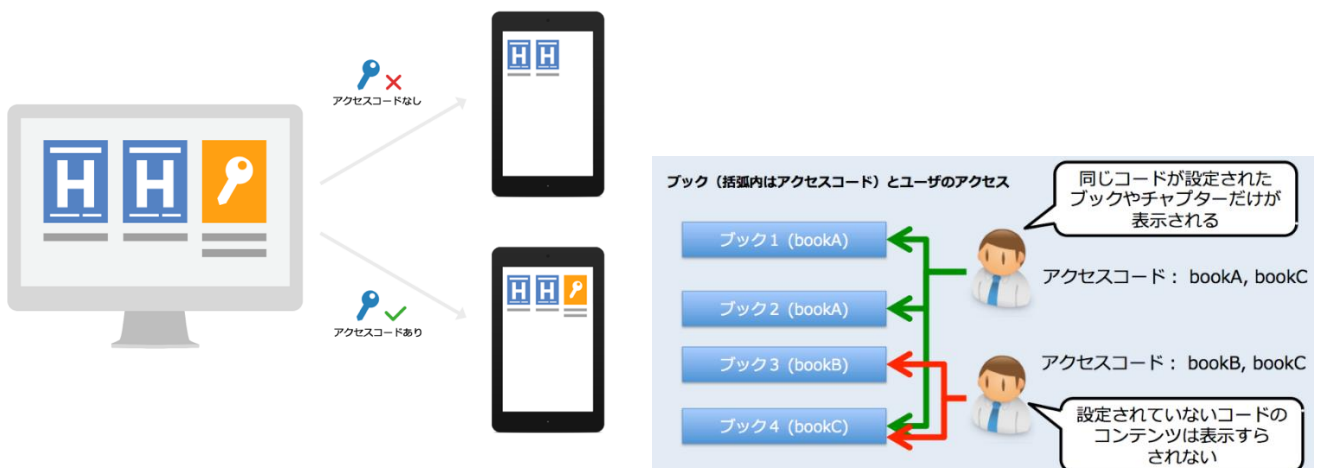 アクセスコードなし
H H
H H
アクセスコードあり
H H
ブック（括弧内はアクセスコード）とユーザのアクセス
同じコードが設定された
ブックやチャプターだけが
表示される
ブック１ (bookA)
アクセスコード： bookA, bookC
ブック２ (bookA)
ブック３ (bookB)
アクセスコード： bookB, bookC
ブック４ (bookC)
設定されていないコードの
コンテンツは表示すら
されない